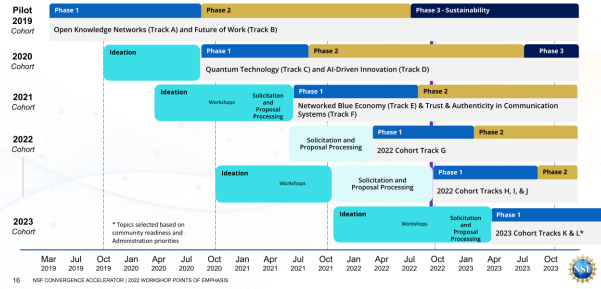 Pilot
2019
Cohort
Phase 1
Phase 2
Phase 3 - Sustainability
Open Knowledge Networks (Track A) and Future of Work (Track B)
2020
Cohort
Ideation
Phase 1
Phase 2
Phase 3
Quantum Technology (Track C) and AI-Driven Innovation (Track D)
2021
Cohort
Ideation
Workshops
Solicitation
and
Proposal
Processing
Phase 1
Phase 2
Networked Blue Economy (Track E) & Trust & Authenticity in Communication
Systems (Track F)
2022
Cohort
Solicitation and
Proposal Processing
Phase 1
Phase 2
2022 Cohort Track G
Ideation
Workshops
Solicitation and
Proposal Processing
Phase 1
Phase 2
2022 Cohort Tracks H, I, & J
2023
Cohort
* Topics selected based on
community readiness and
Administration priorities
Ideation
Workshops
Solicitation
and
Proposal
Processing
Phase 1
2023 Cohort Tracks K & L*
Mar Jul Oct Jan Apr Jul Oct Jan Apr Jul Oct Jan Apr Jul Oct Jan Apr Jul Oct
2019 2019 2019 2020 2020 2020 2020 2021 2021 2021 2021 2022 2022 2022 2022 2023 2023 2023 2023
16 NSF CONVERGENCE ACCELERATOR | 2022 WORKSHOP POINTS OF EMPHASIS
NSF